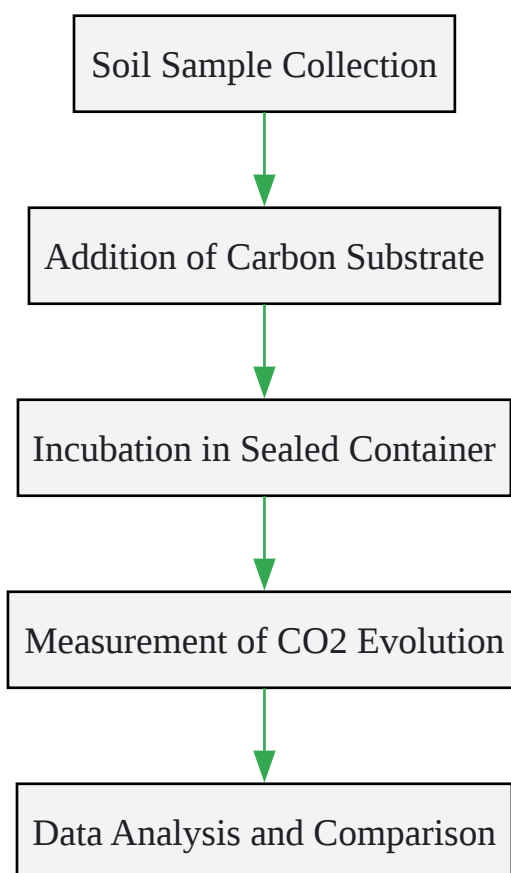 Soil Sample Collection
Addition of Carbon Substrate
Incubation in Sealed Container
Measurement of CO2 Evolution
Data Analysis and Comparison